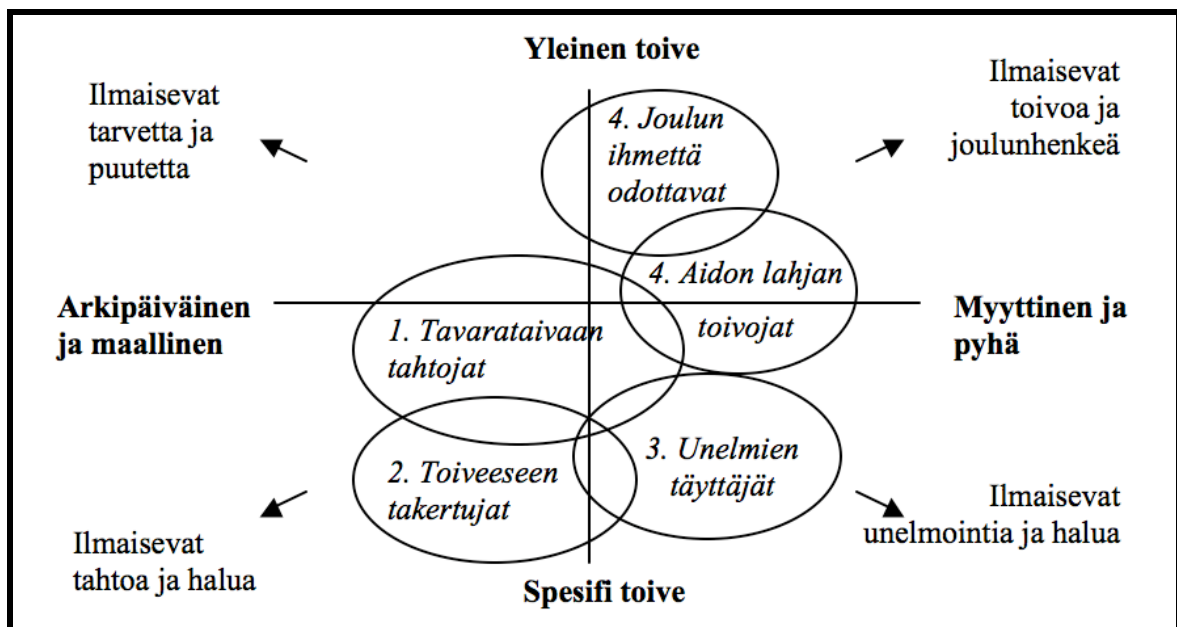 Yleinen toive
Ilmaisevat
tarvetta ja
puutetta
Ilmaisevat
toivoa ja
joulunhenkeä
4. Joulun
ihmettä
odottavat
4. Aidon lahjan
toivojat
Arkipäiväinen
ja maallinen
Myyttinen ja
pyhä
1. Tavarataivaan
tahtojat
2. Toiveeseen
takertujat
3. Unelmien
täyttäjät
Ilmaisevat
tahtoa ja halua
Ilmaisevat
unelmointia ja halua
Spesifi toive